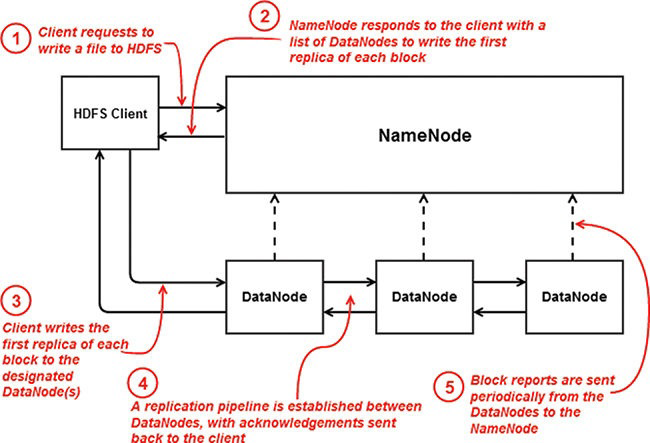 1
Client requests to
write a file to HDFS
2
NameNode responds to the client with a
list of DataNodes to write the first
replica of each block
HDFS Client
NameNode
DataNode
DataNode
DataNode
3
Client writes the
first replica of each
block to the
designated
DataNode(s)
4
A replication pipeline is established between
DataNodes, with acknowledgements sent
back to the client
5
Block reports are sent
periodically from the
DataNodes to the
NameNode